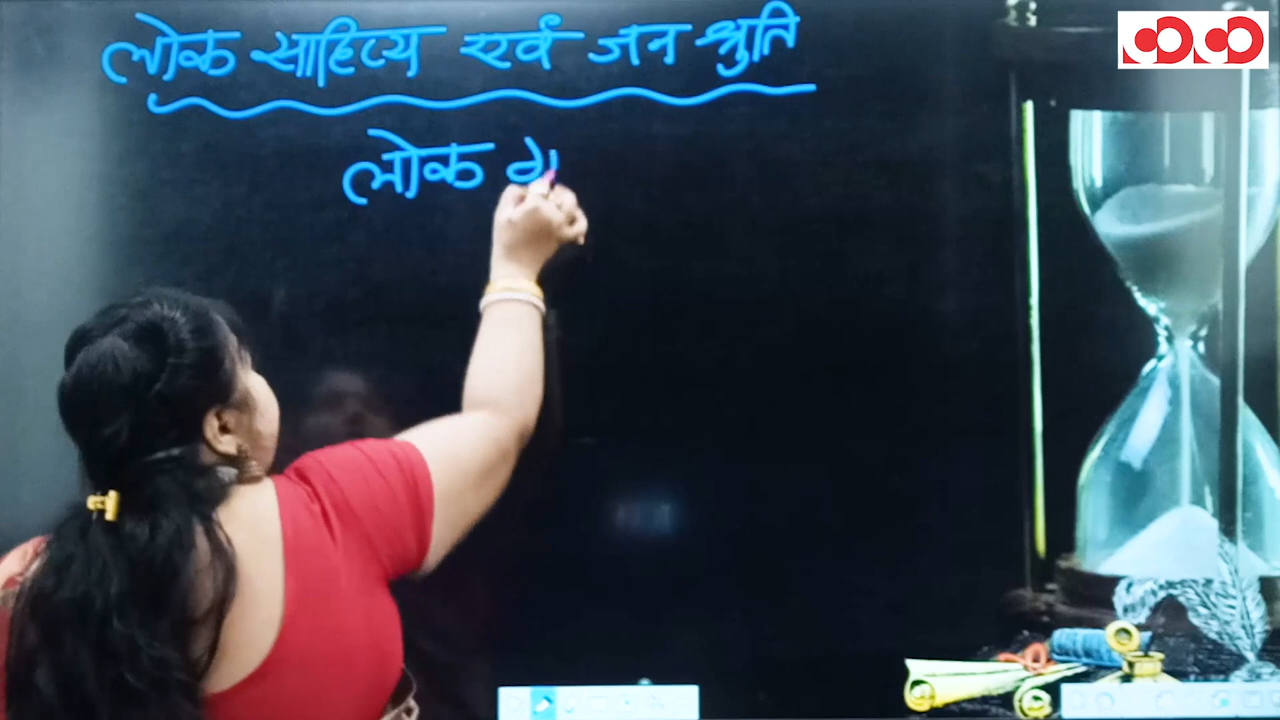 लोक साहित्य एवं जन श्रुति
लोक